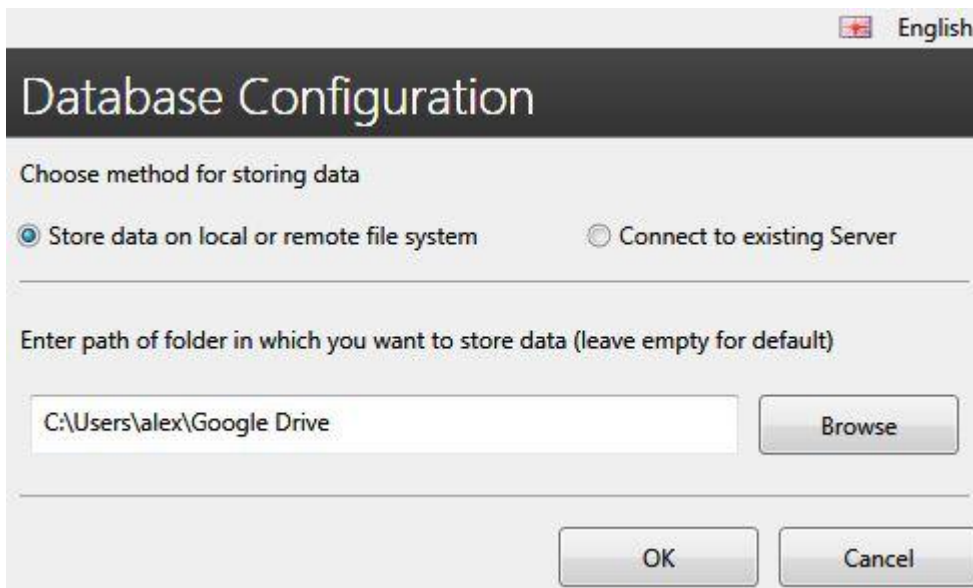 English
Database Configuration
Choose method for storing data
Store data on local or remote file system Connect to existing Server
Enter path of folder in which you want to store data (leave empty for default)
C:\Users\alex\Google Drive Browse
OK Cancel